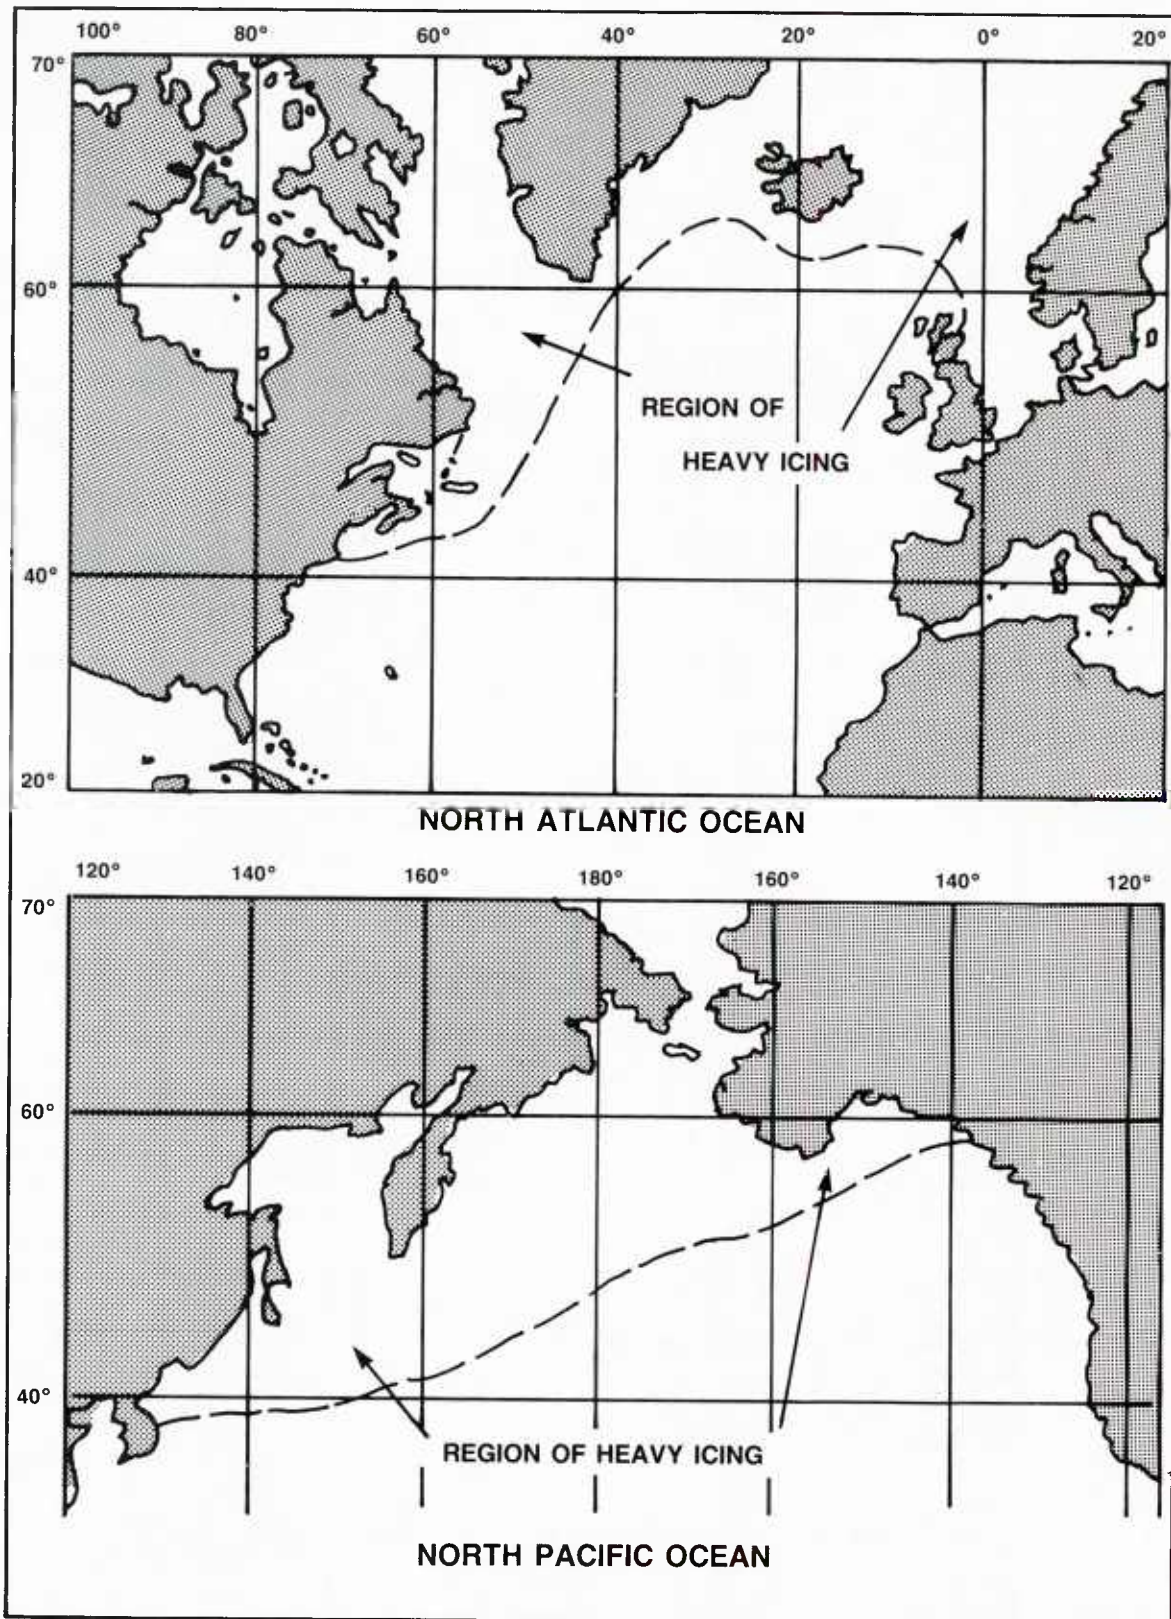 100° 80° 60° 40° 20° 0° 20°
70°
60°
REGION OF
HEAVY ICING
40°
20°
NORTH ATLANTIC OCEAN
120° 140° 160° 180° 160° 140° 120°
70°
60°
40°
REGION OF HEAVY ICING
NORTH PACIFIC OCEAN